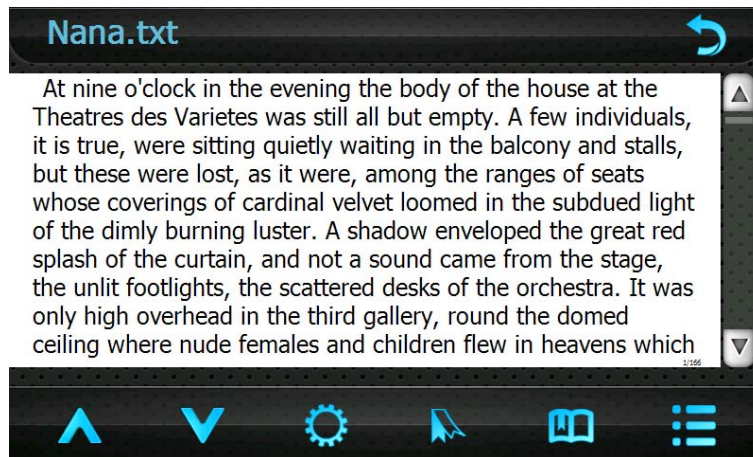 Nana.txt
At nine o'clock in the evening the body of the house at the
Theatres des Varietes was still all but empty. A few individuals,
it is true, were sitting quietly waiting in the balcony and stalls,
but these were lost, as it were, among the ranges of seats
whose coverings of cardinal velvet loomed in the subdued light
of the dimly burning luster. A shadow enveloped the great red
splash of the curtain, and not a sound came from the stage,
the unlit footlights, the scattered desks of the orchestra. It was
only high overhead in the third gallery, round the domed
ceiling where nude females and children flew in heavens which
1/166